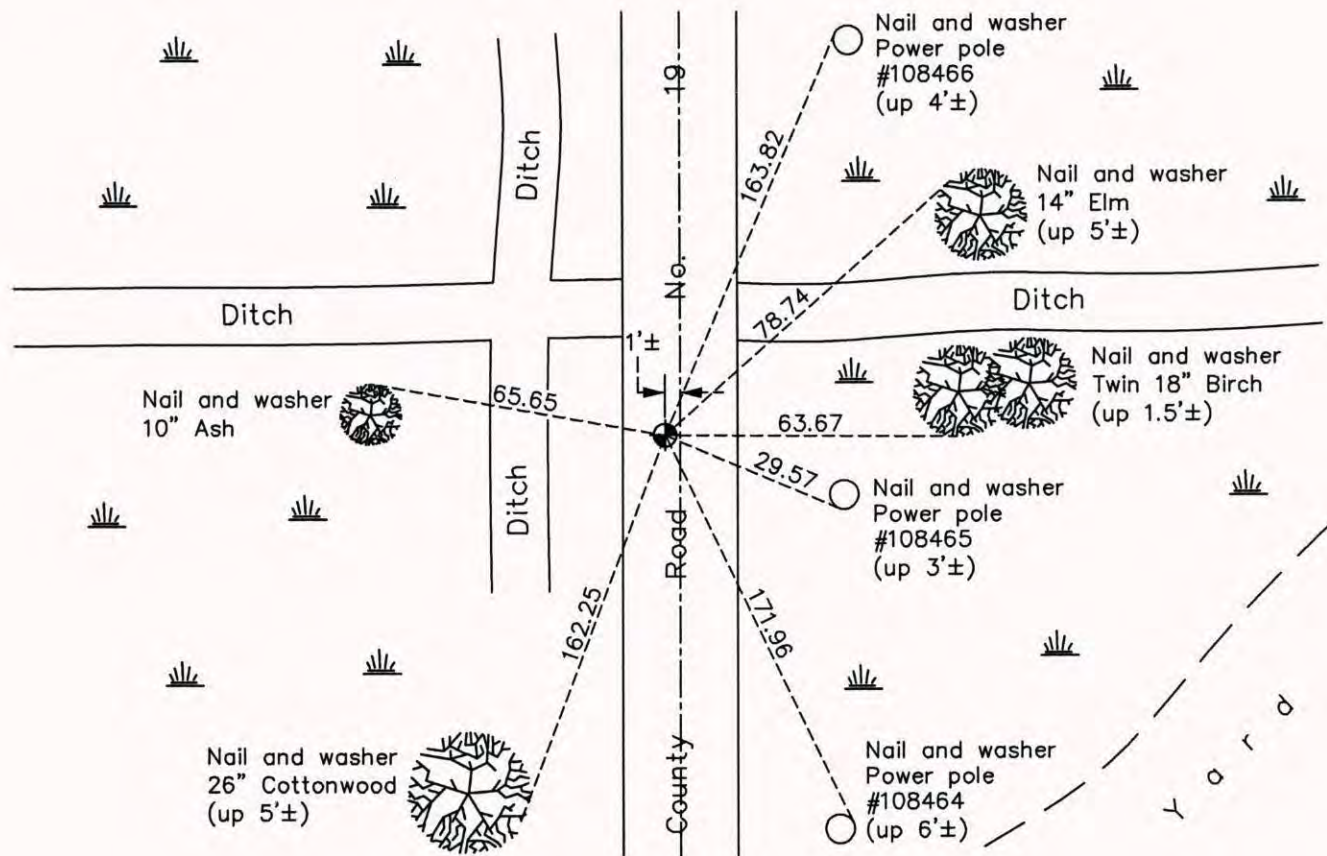 Nail and washer
Power pole
#108466
(up 4'±)
163.82
Nail and washer
14" Elm
(up 5'±)
78.74
Ditch
Ditch
Ditch
1'±
Nail and washer
Twin 18" Birch
(up 1.5'±)
63.67
Nail and washer
10" Ash
65.65
29.57
Nail and washer
Power pole
#108465
(up 3'±)
Ditch
County Road No. 19
162.25
171.96
Nail and washer
26" Cottonwood
(up 5'±)
Nail and washer
Power pole
#108464
(up 6'±)
Yard